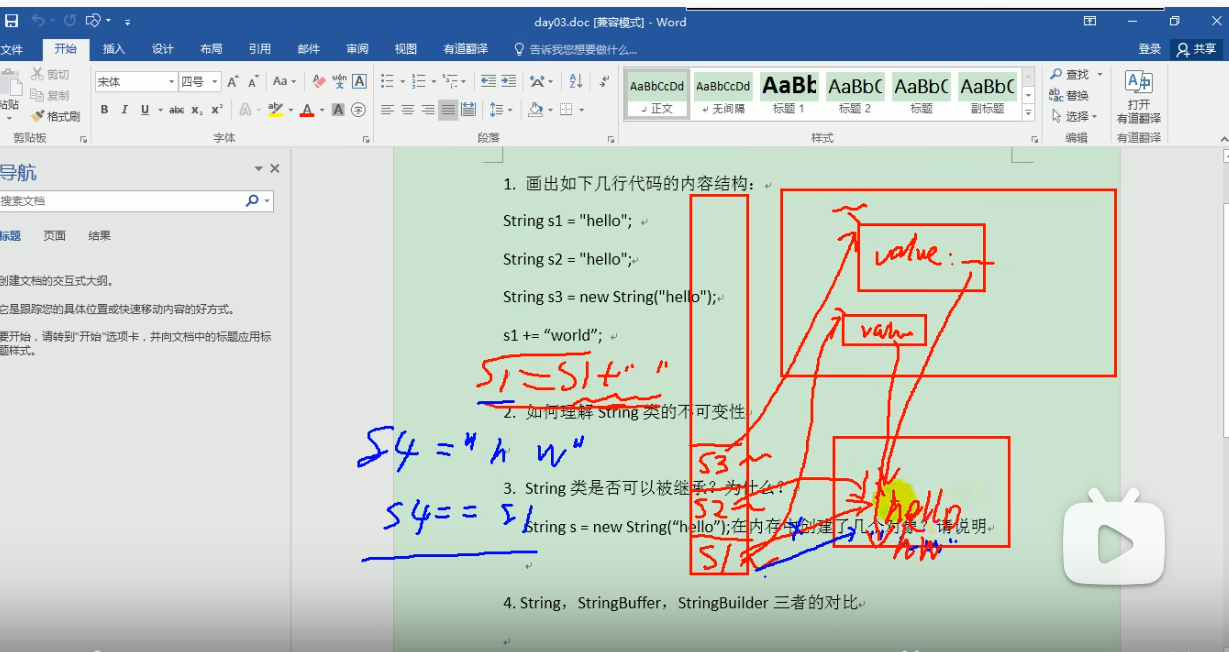 day03.doc [兼容模式] - Word
文件 开始 插入 设计 布局 引用 邮件 审阅 视图 有道翻译 告诉我您想要做什么... 登录 共享
剪切
复制
粘贴 格式刷
剪贴板
宋体 四号 A A Aa wén 文 A
B I U abc X₂ X² A aby A A 字
字体
段落
AaBbCcDd AaBbCcDd AaBb AaBbC AaBbC AaBbC
正文 无间隔 标题 1 标题 2 标题 副标题
样式
查找
替换
选择
编辑
打开
有道翻译
有道翻译
导航
搜索文档
标题 页面 结果
创建文档的交互式大纲。
它是跟踪您的具体位置或快速移动内容的好方式。
要开始，请转到“开始”选项卡，并向文档中的标题应用标
题样式。
1. 画出如下几行代码的内容结构：
String s1 = "hello";
String s2 = "hello";
String s3 = new String("hello");
s1 += “world”;
S1 = S1 + " "
2. 如何理解 String 类的不可变性
S4 = "h w"
3. String 类是否可以被继承？为什么？
S4 == S1
String s = new String(“hello”);在内存中创建了几个对象？请说明
4. String，StringBuffer，StringBuilder 三者的对比
value:
S3
S2
S1
hello